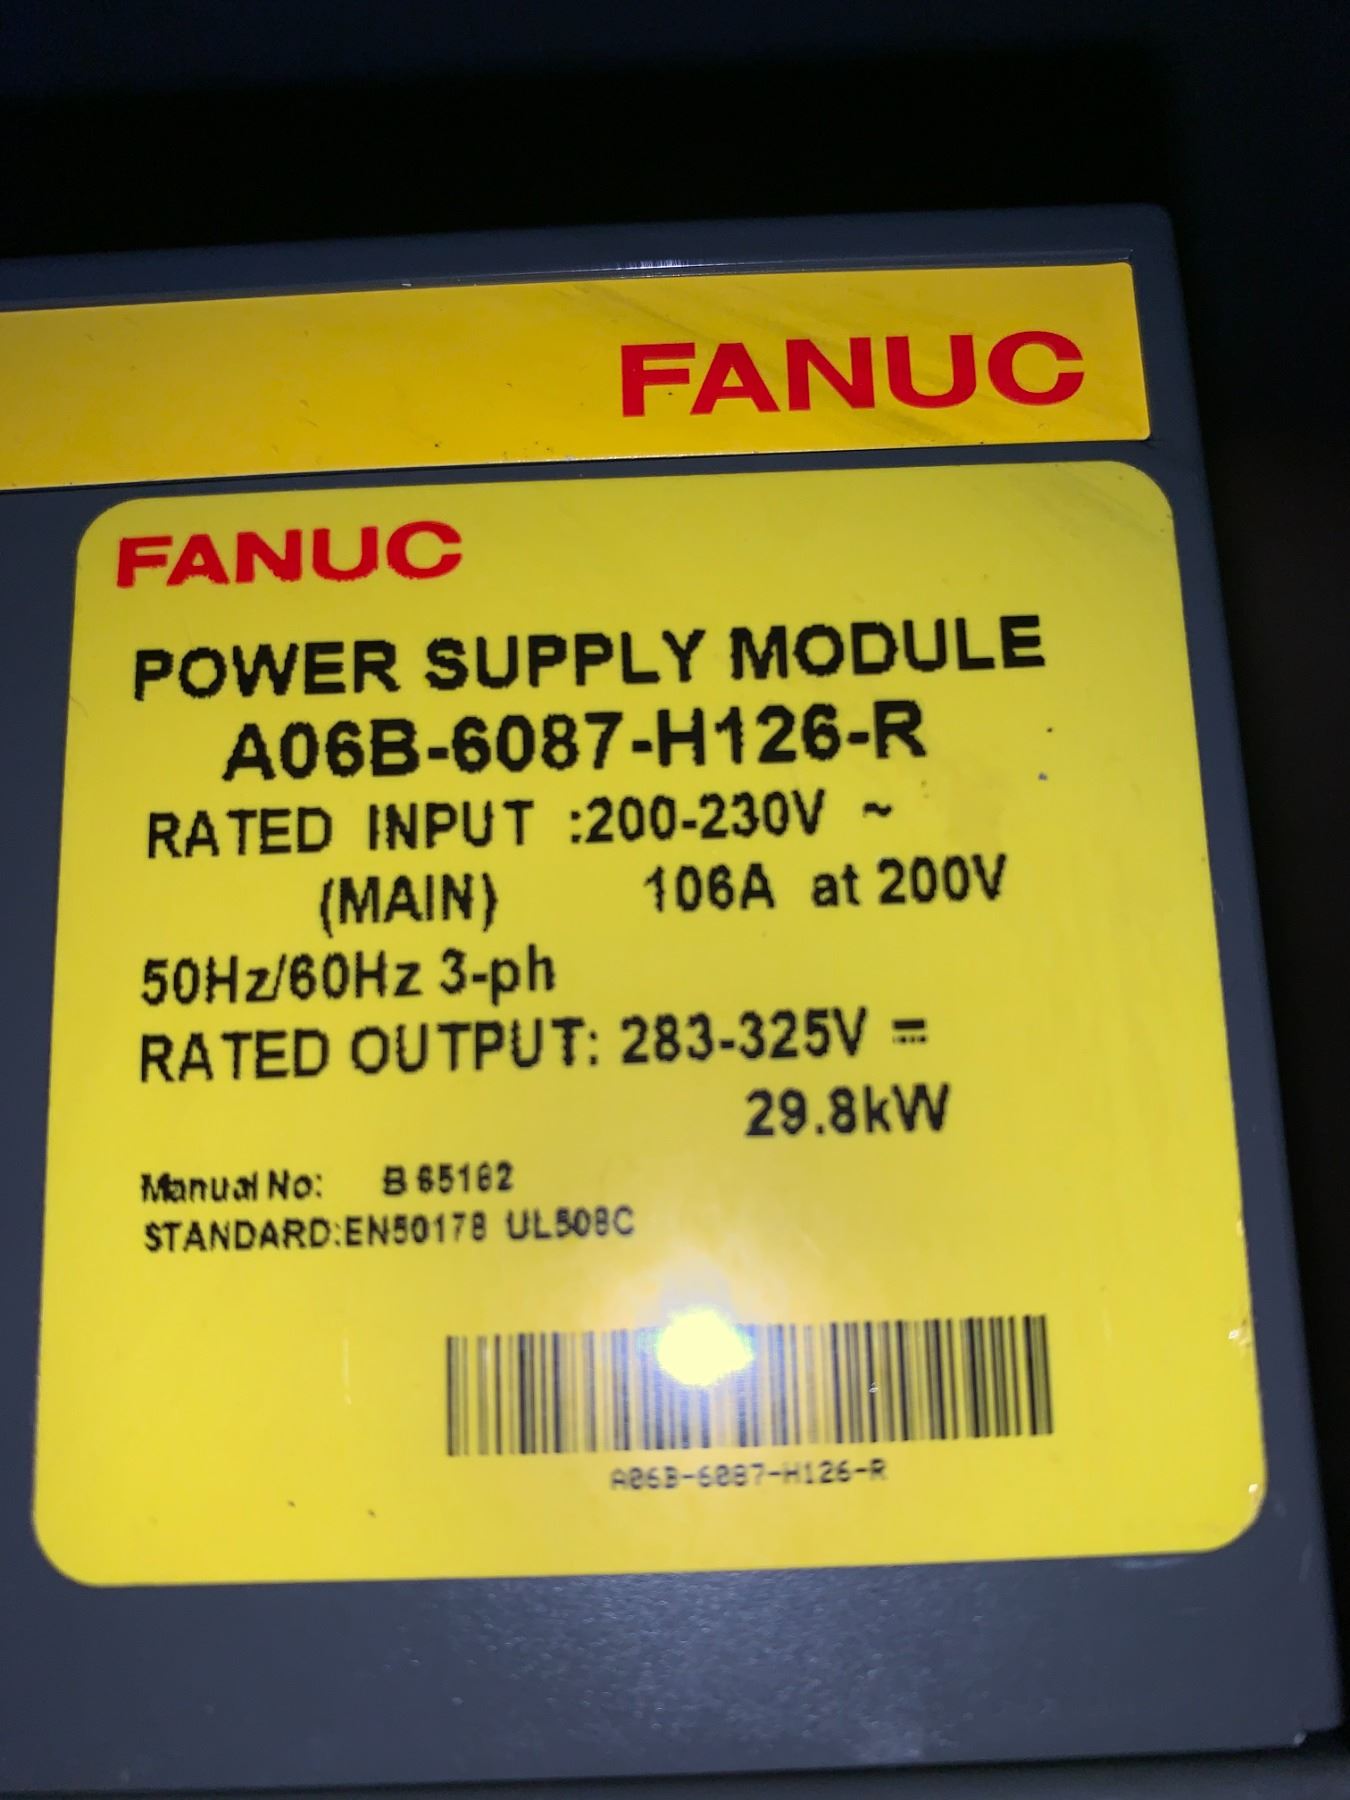 FANUC
FANUC
POWER SUPPLY MODULE
A06B-6087-H126-R
RATED INPUT :200-230V ~
(MAIN) 106A at 200V
50Hz/60Hz 3-ph
RATED OUTPUT: 283-325V ⎓
29.8kW
Manual No: B 65162
STANDARD:EN50178 UL508C
A06B-6087-H126-R